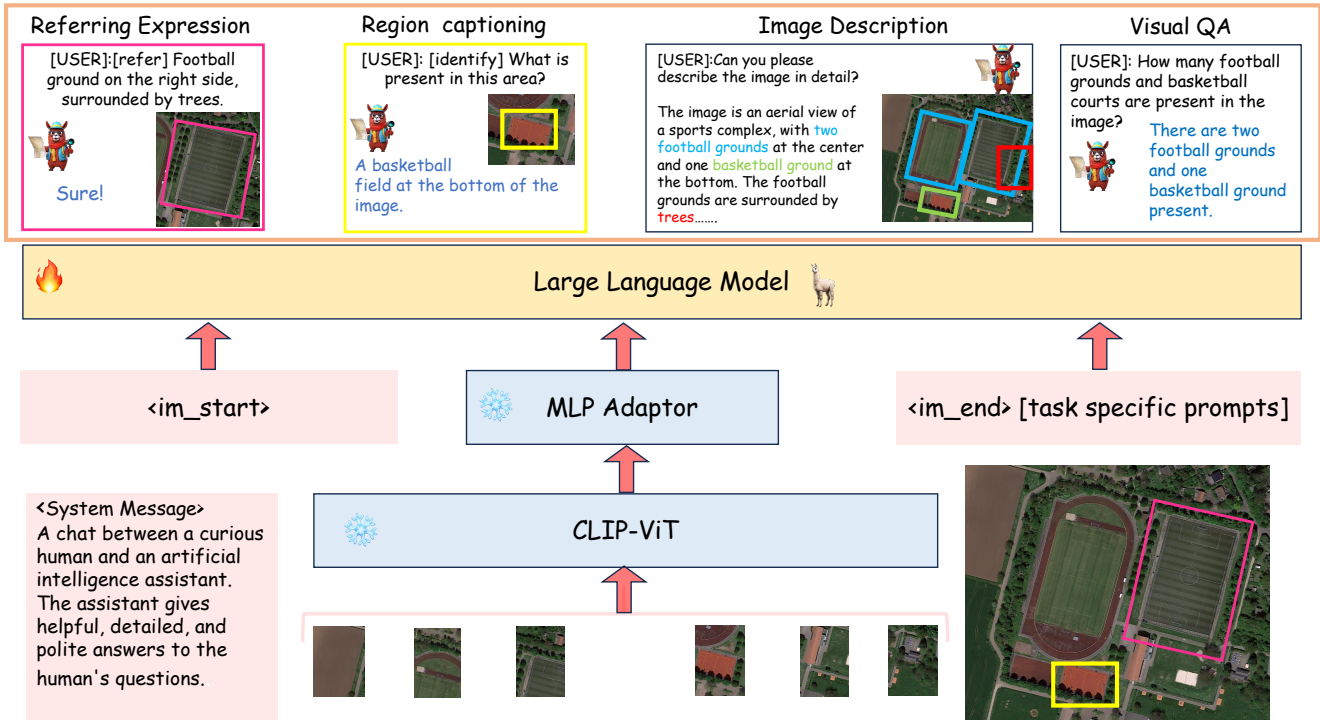 Referring Expression
[USER]:[refer] Football
ground on the right side,
surrounded by trees.
Sure!
Region captioning
[USER]: [identify] What is
present in this area?
A basketball
field at the bottom of the
image.
Image Description
[USER]:Can you please
describe the image in detail?
The image is an aerial view of
a sports complex, with two
football grounds at the center
and one basketball ground at
the bottom. The football
grounds are surrounded by
trees…….
Visual QA
[USER]: How many football
grounds and basketball
courts are present in the
image?
There are two
football grounds
and one
basketball ground
present.
Large Language Model
<im_start>
MLP Adaptor
<im_end> [task specific prompts]
<System Message>
A chat between a curious
human and an artificial
intelligence assistant.
The assistant gives
helpful, detailed, and
polite answers to the
human's questions.
CLIP-ViT